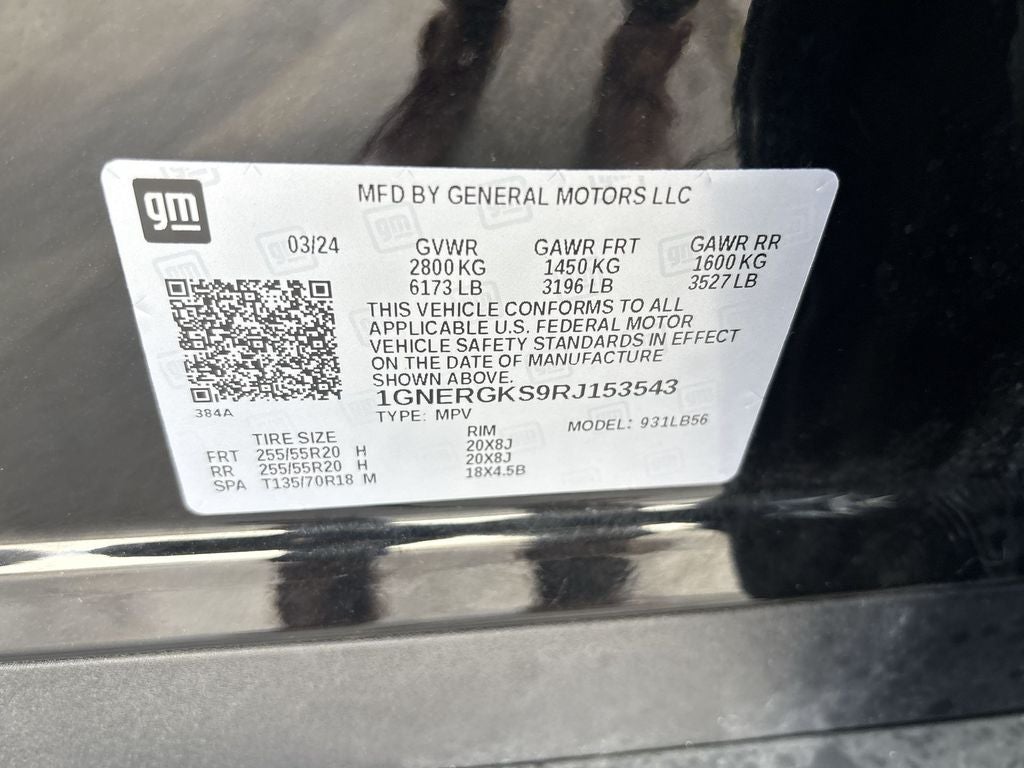 gm
MFD BY GENERAL MOTORS LLC
03/24 GVWR GAWR FRT GAWR RR
2800 KG 1450 KG 1600 KG
6173 LB 3196 LB 3527 LB
THIS VEHICLE CONFORMS TO ALL
APPLICABLE U.S. FEDERAL MOTOR
VEHICLE SAFETY STANDARDS IN EFFECT
ON THE DATE OF MANUFACTURE
SHOWN ABOVE.
1GNERGKS9RJ153543
384A
TYPE: MPV MODEL: 931LB56
TIRE SIZE RIM
FRT 255/55R20 H 20X8J
RR 255/55R20 H 20X8J
SPA T135/70R18 M 18X4.5B